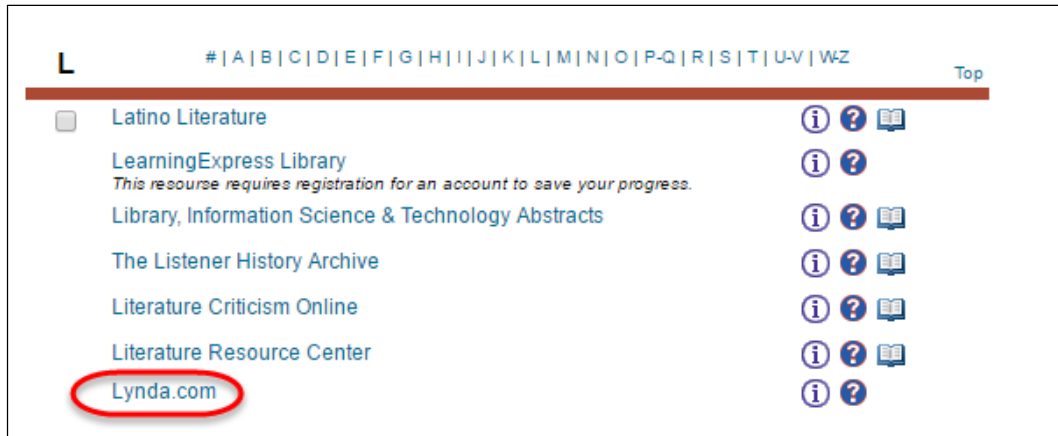 L
# | A | B | C | D | E | F | G | H | I | J | K | L | M | N | O | P-Q | R | S | T | U-V | W-Z
Top
Latino Literature
LearningExpress Library
This resourse requires registration for an account to save your progress.
Library, Information Science & Technology Abstracts
The Listener History Archive
Literature Criticism Online
Literature Resource Center
Lynda.com